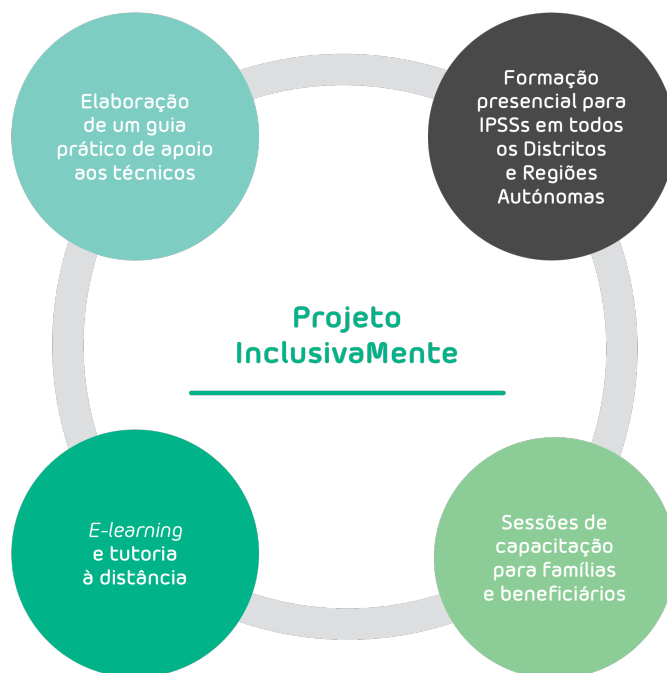 Elaboração
de um guia
prático de apoio
aos técnicos
Formação
presencial para
IPSSs em todos
os Distritos
e Regiões
Autónomas
Projeto
InclusivaMente
E-learning
e tutoria
à distância
Sessões de
capacitação
para famílias
e beneficiários